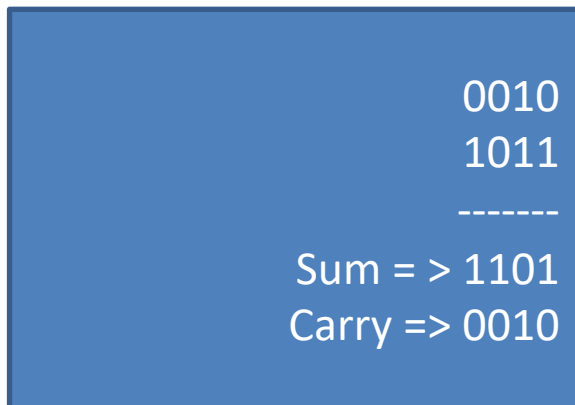 0010
1011
-------
Sum = > 1101
Carry => 0010